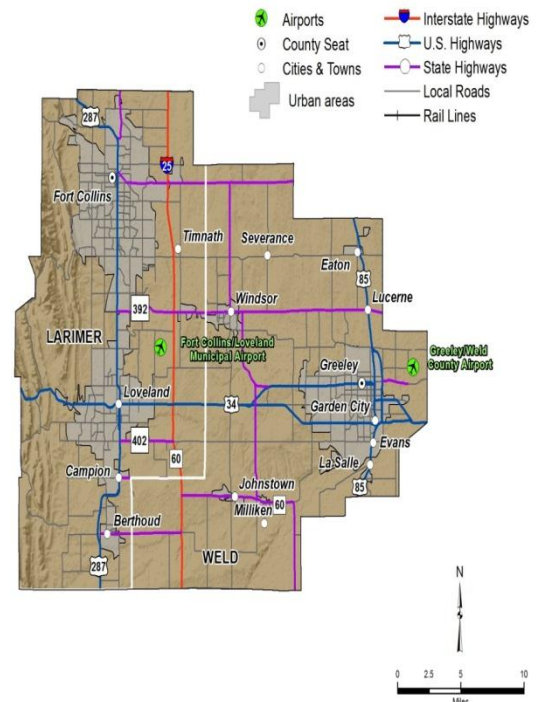 Airports
County Seat
Cities & Towns
Urban areas
Interstate Highways
U.S. Highways
State Highways
Local Roads
Rail Lines
287
25
Fort Collins
Timnath
Severance
Eaton
85
392
Windsor
Lucerne
LARIMER
Fort Collins/Loveland
Municipal Airport
Greeley/Weld
County Airport
Greeley
Loveland
34
Garden City
402
Evans
60
La Salle
Campion
85
Johnstown
60
Milliken
Berthoud
WELD
287
N
0 2.5 5 10
Miles